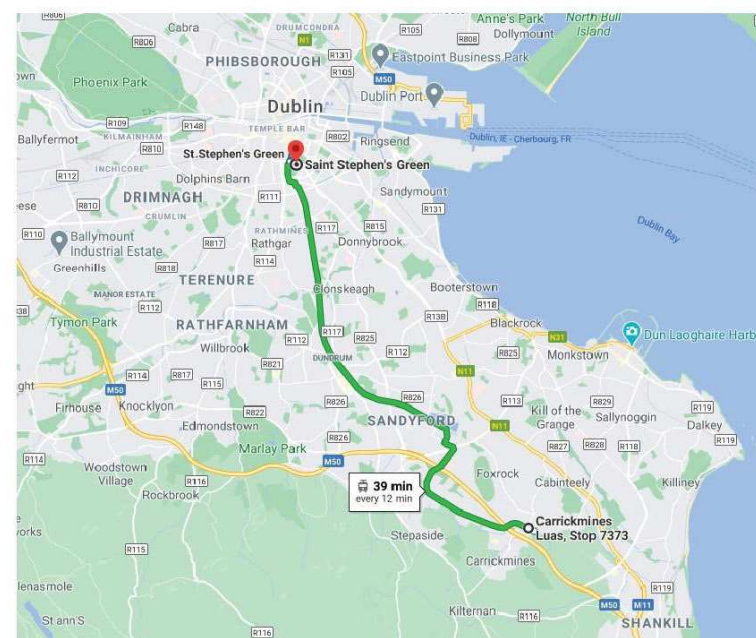 DRUMCONDRA
Anne's Park
North Bull
Island
R806
Cabra
N1
R105
R808
Dollymount
R806
PHIBSBOROUGH
R131
Eastpoint Business Park
R105
Phoenix Park
M50
Dublin
Dublin Port
R109
R148
TEMPLE BAR
Ballyfermot
KILMAINHAM
R810
R802
Ringsend
Dublin, IE - Cherbourg, FR
St.Stephen's Green
Saint Stephen's Green
INCHICORE
R112
R810
Dolphins Barn
R111
Sandymount
DRIMNAGH
R131
CRUMLIN
RATHMINES
R117
R815
R110
Ballymount
Industrial Estate
R817
Rathgar
Donnybrook
Dublin Bay
Greenhills
R818
R114
TERENURE
Clonskeagh
Booterstown
MANOR ESTATE
R112
R118
Tymon Park
RATHFARNHAM
R117
R138
Blackrock
Dun Laoghaire Harb
R112
R825
N31
Willbrook
DUNDRUM
R112
R825
Monkstown
R114
R817
R115
R821
N11
M50
R826
R826
R113
R829
R119
Firhouse
Knocklyon
R822
SANDYFORD
Kill of the
Grange
Sallynoggin
Edmondstown
R826
N11
Dalkey
R827
R828
R118
R119
Marlay Park
R114
M50
Woodstown
Village
R116
Foxrock
Cabinteely
Killiney
39 min
every 12 min
Rockbrook
R116
Carrickmines
Luas, Stop 7373
Stepaside
R115
Carrickmines
R119
Kilternan
R116
M50
M11
St ann'S
R116
SHANKILL